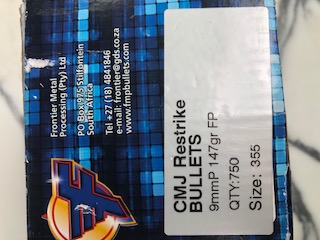 Frontier Metal
Processing (Pty) Ltd
PO Box 975 Stilfontein
South Africa
Tel +27 (18) 4841846
e-mail: frontier@gds.co.za
www.fmpbullets.com
CMJ Restrike
BULLETS
9mmP 147gr FP
QTY:750
Size: 355